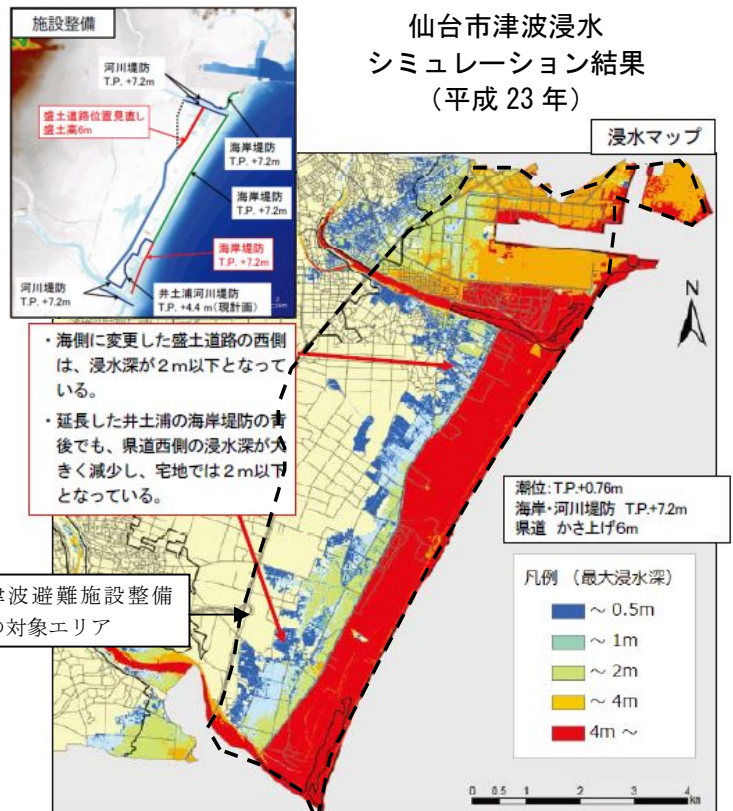 仙台市津波浸水
シミュレーション結果
（平成 23 年）
施設整備
河川堤防
T.P. +7.2m
盛土道路位置見直し
盛土高6m
海岸堤防
T.P. +7.2m
海岸堤防
T.P. +7.2m
海岸堤防
T.P. +7.2m
河川堤防
T.P. +7.2m
井土浦河川堤防
T.P. +4.4 m（現計画）
浸水マップ
N
・海側に変更した盛土道路の西側
は、浸水深が２ｍ以下となって
いる。
・延長した井土浦の海岸堤防の背
後でも、県道西側の浸水深が大
きく減少し、宅地では２ｍ以下
となっている。
潮位：T.P.+0.76m
海岸・河川堤防 T.P.+7.2m
県道 かさ上げ6m
波避難施設整備
対象エリア
凡例 （最大浸水深）
～ 0.5m
～ 1m
～ 2m
～ 4m
4m ～
0 0.5 1 2 3 4
km